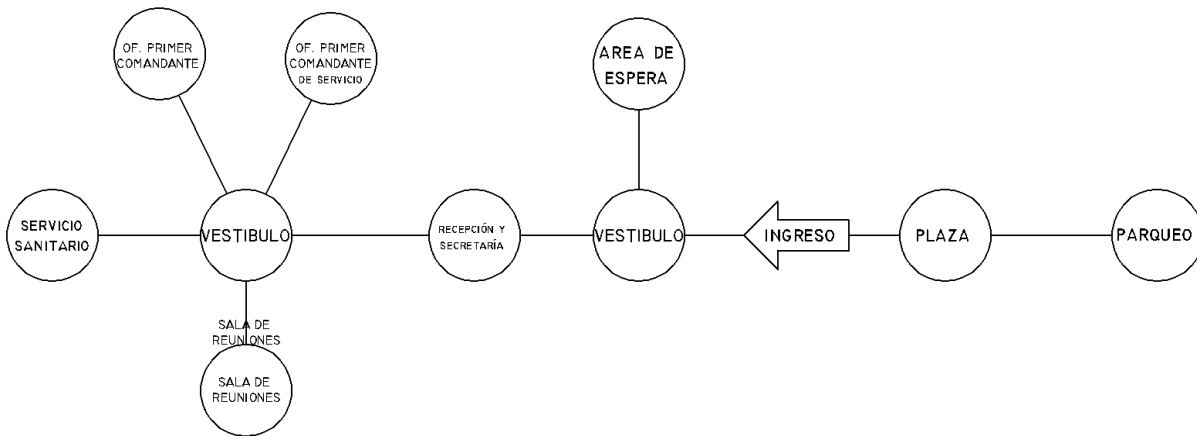 OF. PRIMER
COMANDANTE
OF. PRIMER
COMANDANTE
DE SERVICIO
AREA DE
ESPERA
SERVICIO
SANITARIO
VESTIBULO
RECEPCIÓN Y
SECRETARÍA
VESTIBULO
INGRESO
PLAZA
PARQUEO
SALA DE
REUNIONES
SALA DE
REUNIONES